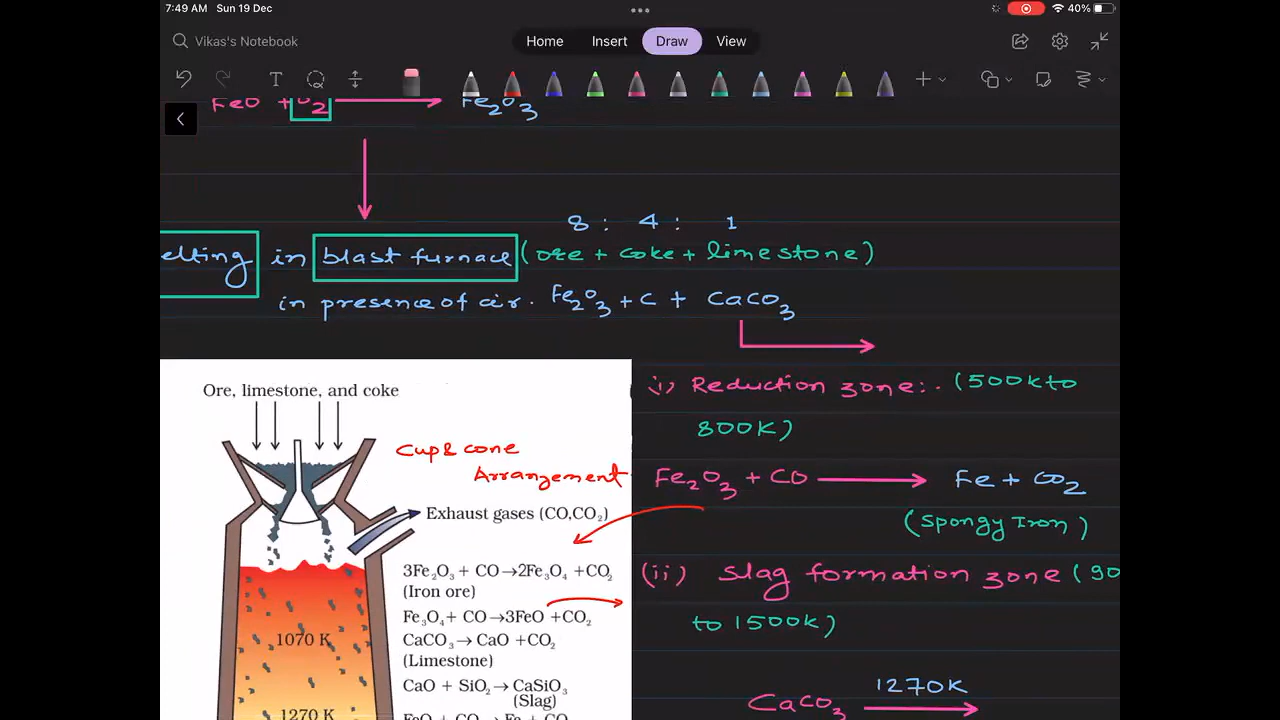 7:49 AM Sun 19 Dec
40%
Vikas's Notebook
Home Insert Draw View
FeO + O2 → Fe2O3
8 : 4 : 1
elting in blast furnace (ore + coke + limestone)
in presence of air. Fe2O3 + C + CaCO3
Ore, limestone, and coke
Cup & cone
Arrangement
Exhaust gases (CO,CO2)
3Fe2O3 + CO→2Fe3O4 +CO2
(Iron ore)
Fe3O4+ CO→3FeO +CO2
CaCO3→ CaO +CO2
(Limestone)
CaO + SiO2→ CaSiO3
(Slag)
FeO + CO→ Fe + CO
1070 K
1270 K
(i) Reduction zone:. (500K to
800K)
Fe2O3 + CO → Fe + CO2
(Spongy Iron)
(ii) Slag formation zone (90
to 1500K)
1270K
CaCO3 →